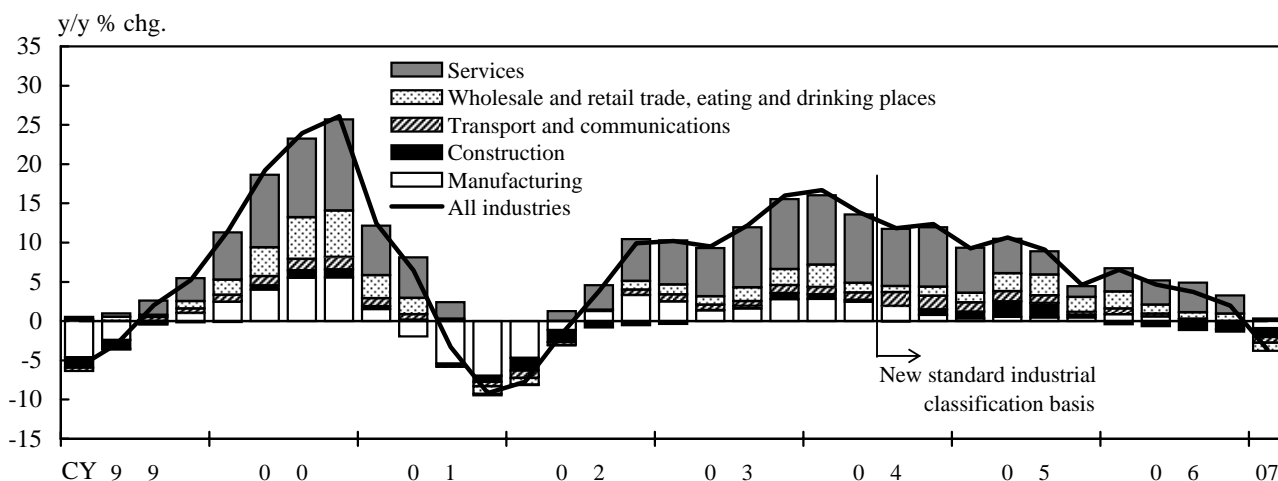 y/y % chg.
35
30
25
20
15
10
5
0
-5
-10
-15
Services
Wholesale and retail trade, eating and drinking places
Transport and communications
Construction
Manufacturing
All industries
New standard industrial
classification basis
CY 9 9 0 0 0 1 0 2 0 3 0 4 0 5 0 6 07